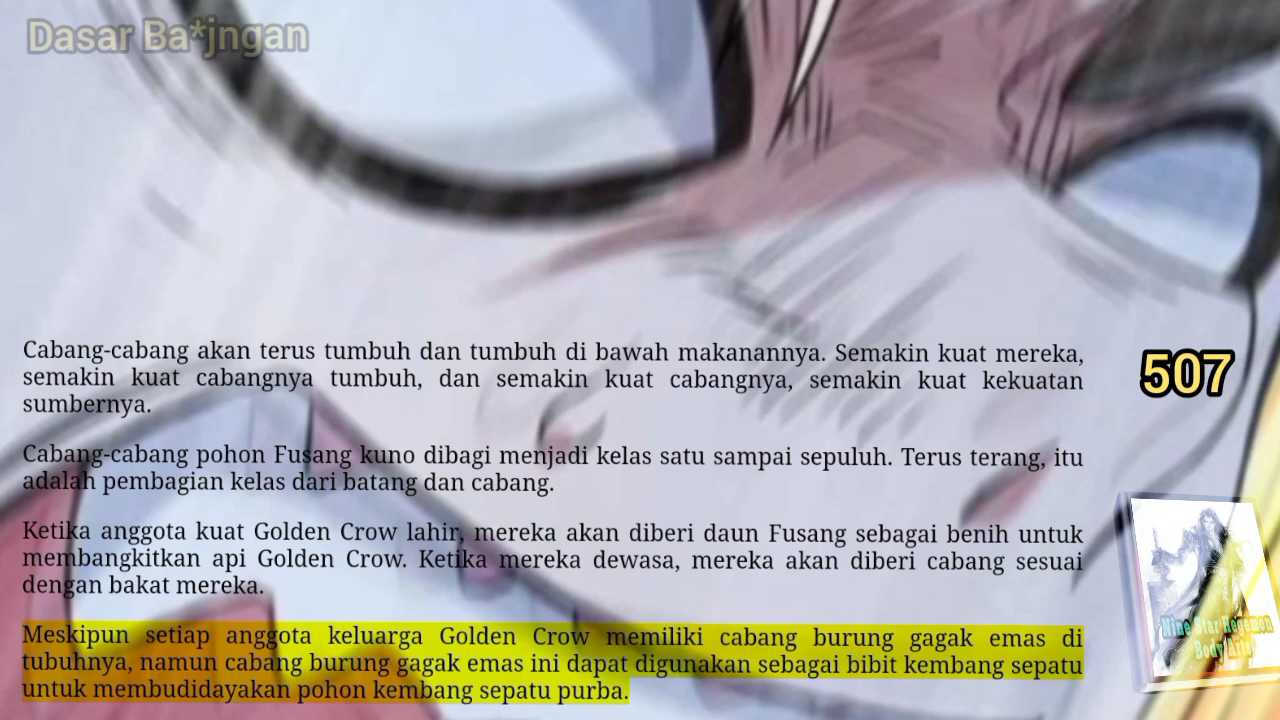 Dasar Ba*jngan
Cabang-cabang akan terus tumbuh dan tumbuh di bawah makanannya. Semakin kuat mereka,
semakin kuat cabangnya tumbuh, dan semakin kuat cabangnya, semakin kuat kekuatan
sumbernya.
507
Cabang-cabang pohon Fusang kuno dibagi menjadi kelas satu sampai sepuluh. Terus terang, itu
adalah pembagian kelas dari batang dan cabang.
Ketika anggota kuat Golden Crow lahir, mereka akan diberi daun Fusang sebagai benih untuk
membangkitkan api Golden Crow. Ketika mereka dewasa, mereka akan diberi cabang sesuai
dengan bakat mereka.
Meskipun setiap anggota keluarga Golden Crow memiliki cabang burung gagak emas di
tubuhnya, namun cabang burung gagak emas ini dapat digunakan sebagai bibit kembang sepatu
untuk membudidayakan pohon kembang sepatu purba.
Nine Star Hegemon
Body Arts